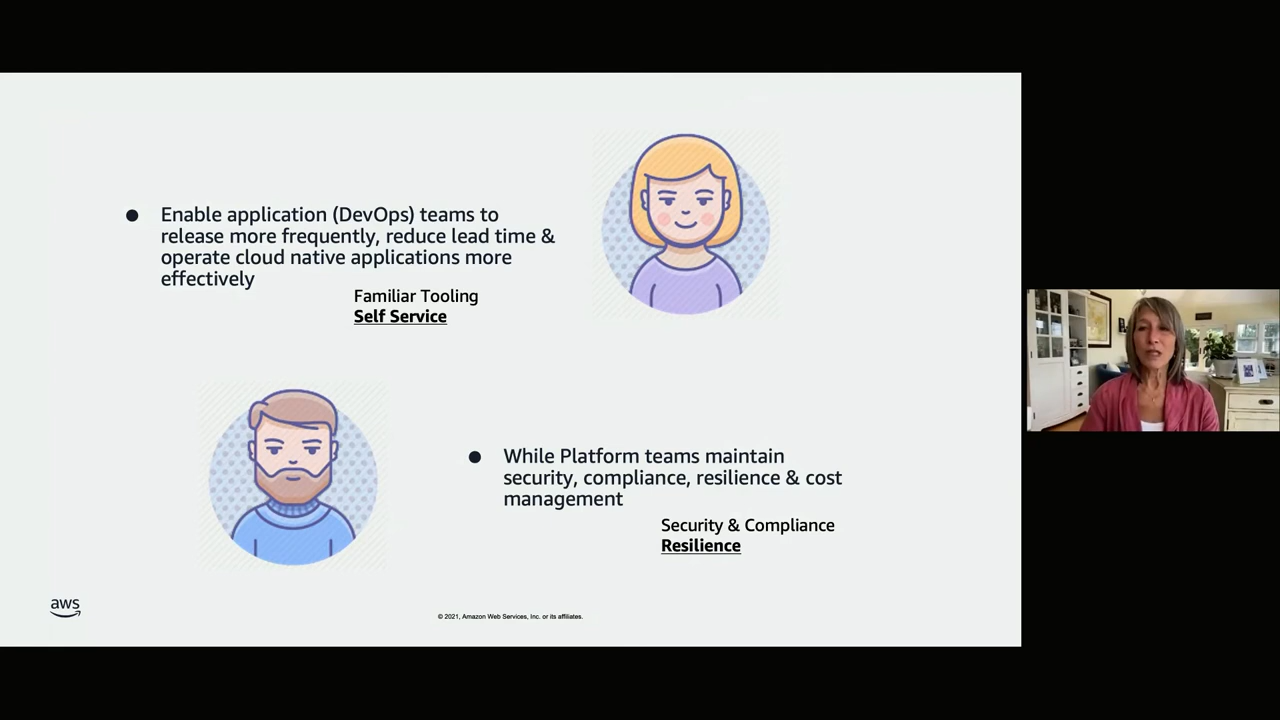 ● Enable application (DevOps) teams to
release more frequently, reduce lead time &
operate cloud native applications more
effectively
Familiar Tooling
Self Service
● While Platform teams maintain
security, compliance, resilience & cost
management
Security & Compliance
Resilience
aws
© 2021, Amazon Web Services, Inc. or its affiliates.